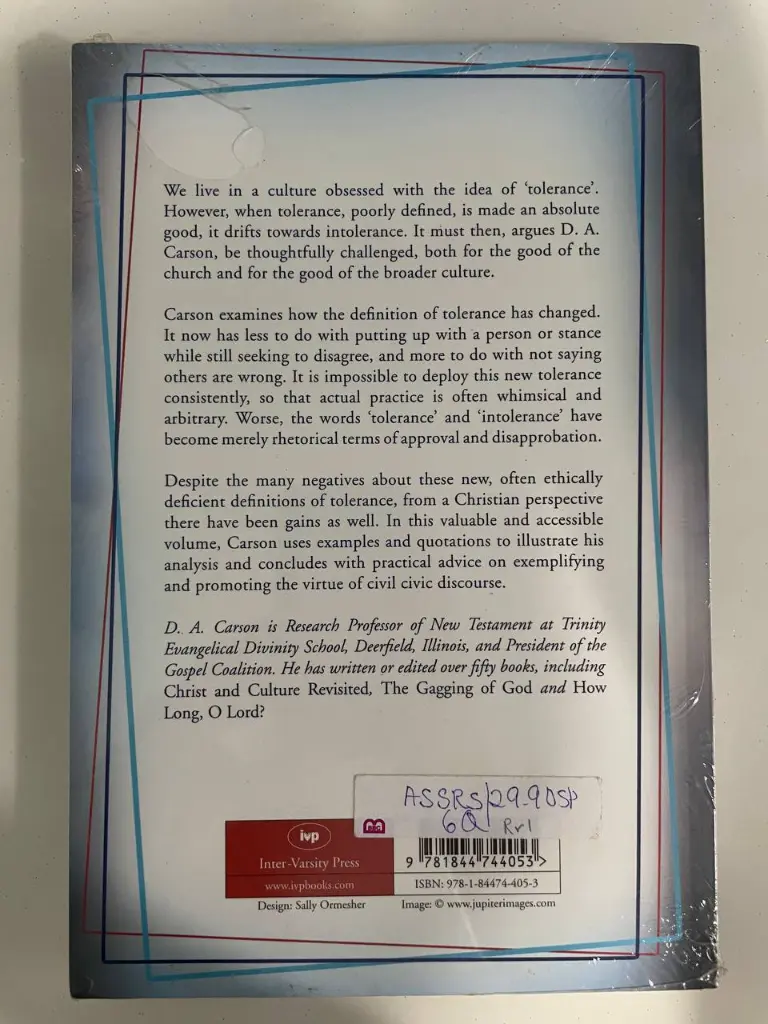 We live in a culture obsessed with the idea of ‘tolerance’.
However, when tolerance, poorly defined, is made an absolute
good, it drifts towards intolerance. It must then, argues D. A.
Carson, be thoughtfully challenged, both for the good of the
church and for the good of the broader culture.
Carson examines how the definition of tolerance has changed.
It now has less to do with putting up with a person or stance
while still seeking to disagree, and more to do with not saying
others are wrong. It is impossible to deploy this new tolerance
consistently, so that actual practice is often whimsical and
arbitrary. Worse, the words ‘tolerance’ and ‘intolerance’ have
become merely rhetorical terms of approval and disapprobation.
Despite the many negatives about these new, often ethically
deficient definitions of tolerance, from a Christian perspective
there have been gains as well. In this valuable and accessible
volume, Carson uses examples and quotations to illustrate his
analysis and concludes with practical advice on exemplifying
and promoting the virtue of civil civic discourse.
D. A. Carson is Research Professor of New Testament at Trinity
Evangelical Divinity School, Deerfield, Illinois, and President of the
Gospel Coalition. He has written or edited over fifty books, including
Christ and Culture Revisited, The Gagging of God and How
Long, O Lord?
ivp
Inter-Varsity Press
www.ivpbooks.com
9 781844 744053 >
ISBN: 978-1-84474-405-3
Design: Sally Ormesher
Image: © www.jupiterimages.com